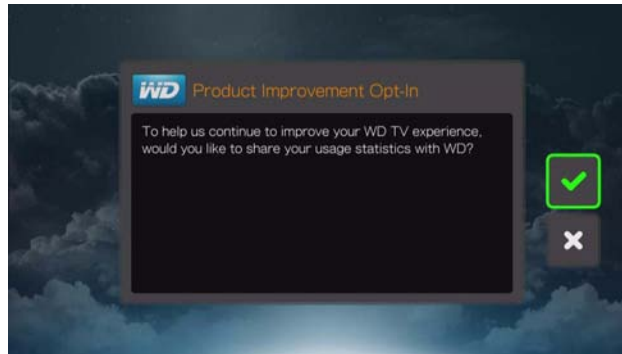 WD Product Improvement Opt-In
To help us continue to improve your WD TV experience,
would you like to share your usage statistics with WD?